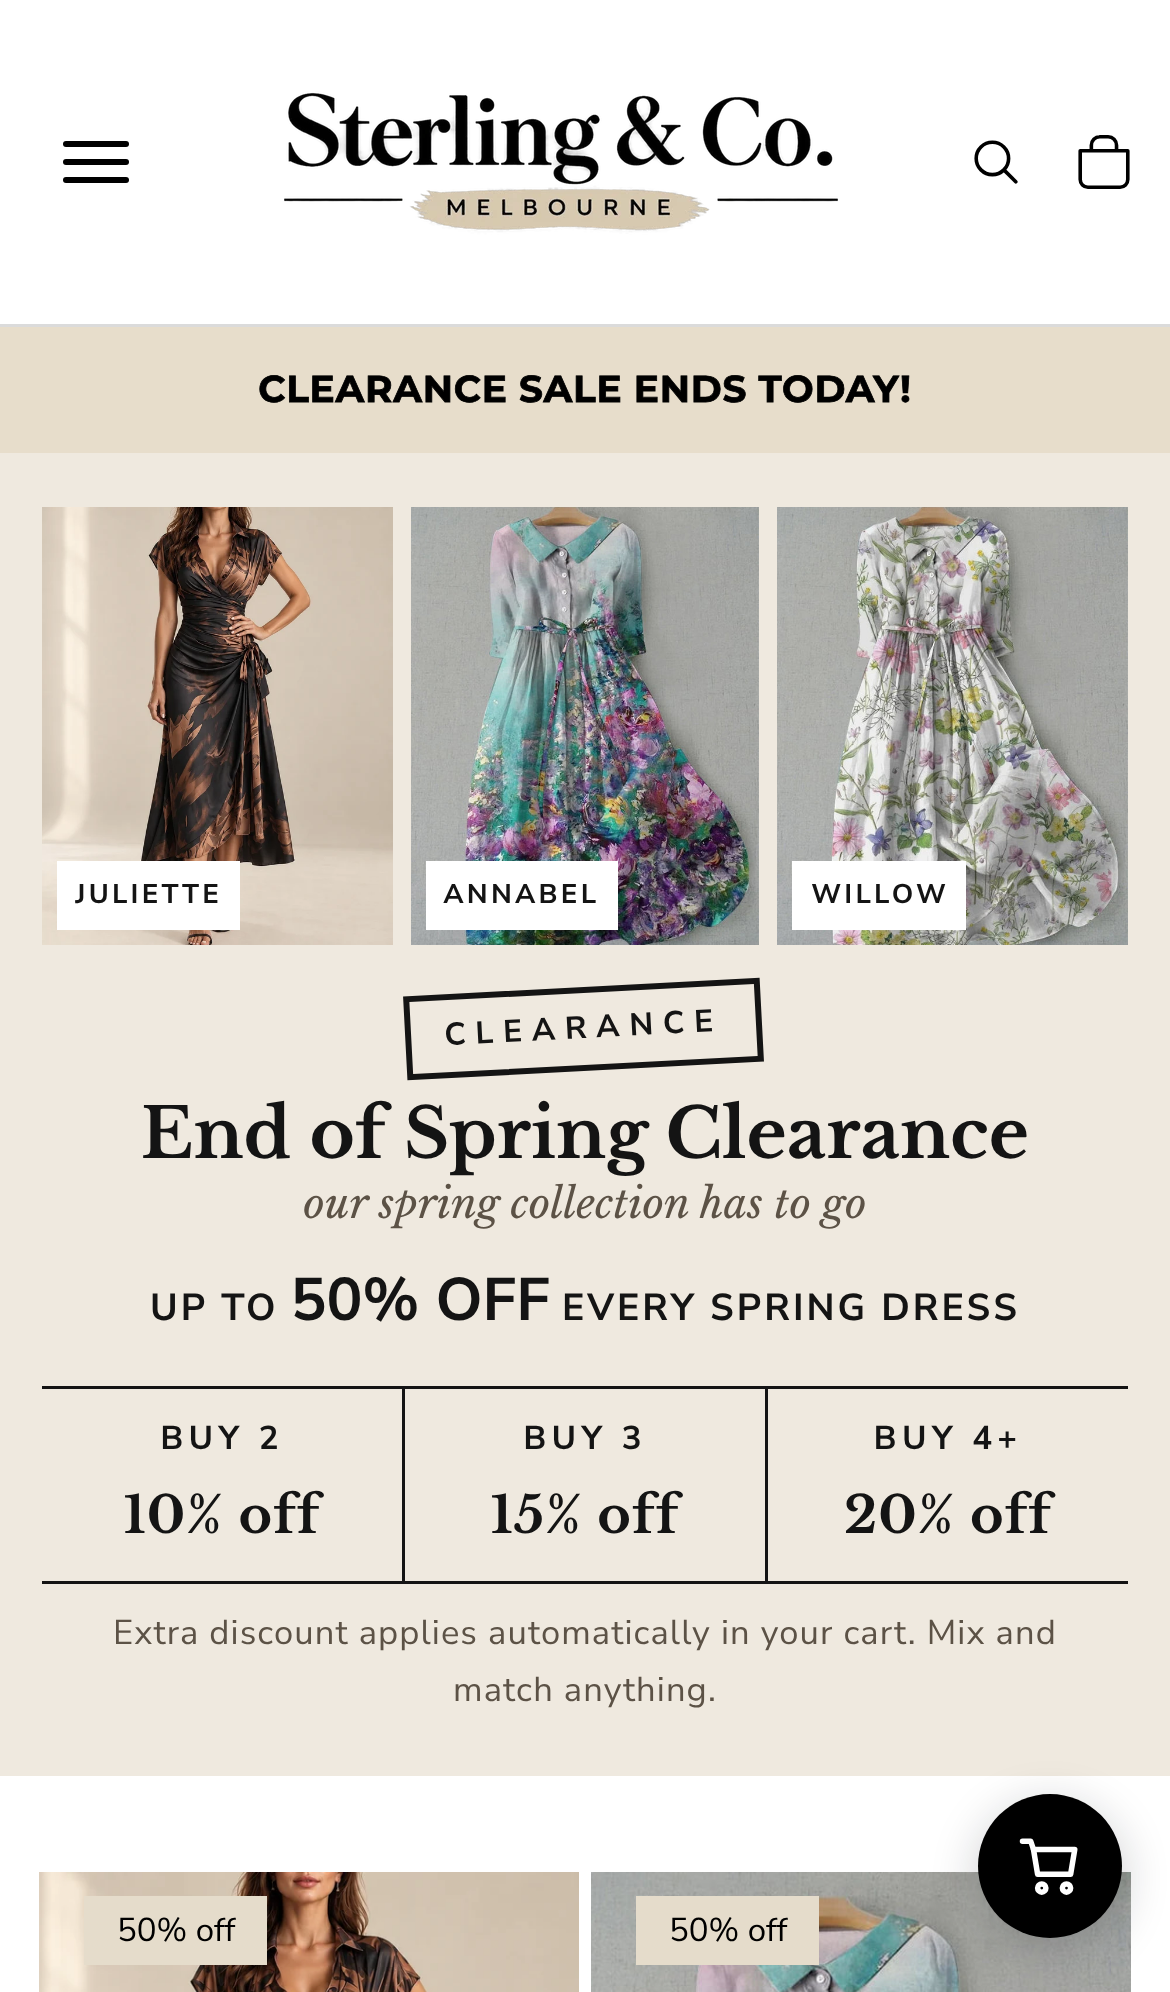 Sterling & Co.
MELBOURNE
CLEARANCE SALE ENDS TODAY!
JULIETTE
ANNABEL
WILLOW
CLEARANCE
End of Spring Clearance
our spring collection has to go
UP TO 50% OFF EVERY SPRING DRESS
BUY 2
10% off
BUY 3
15% off
BUY 4+
20% off
Extra discount applies automatically in your cart. Mix and
match anything.
50% off
50% off